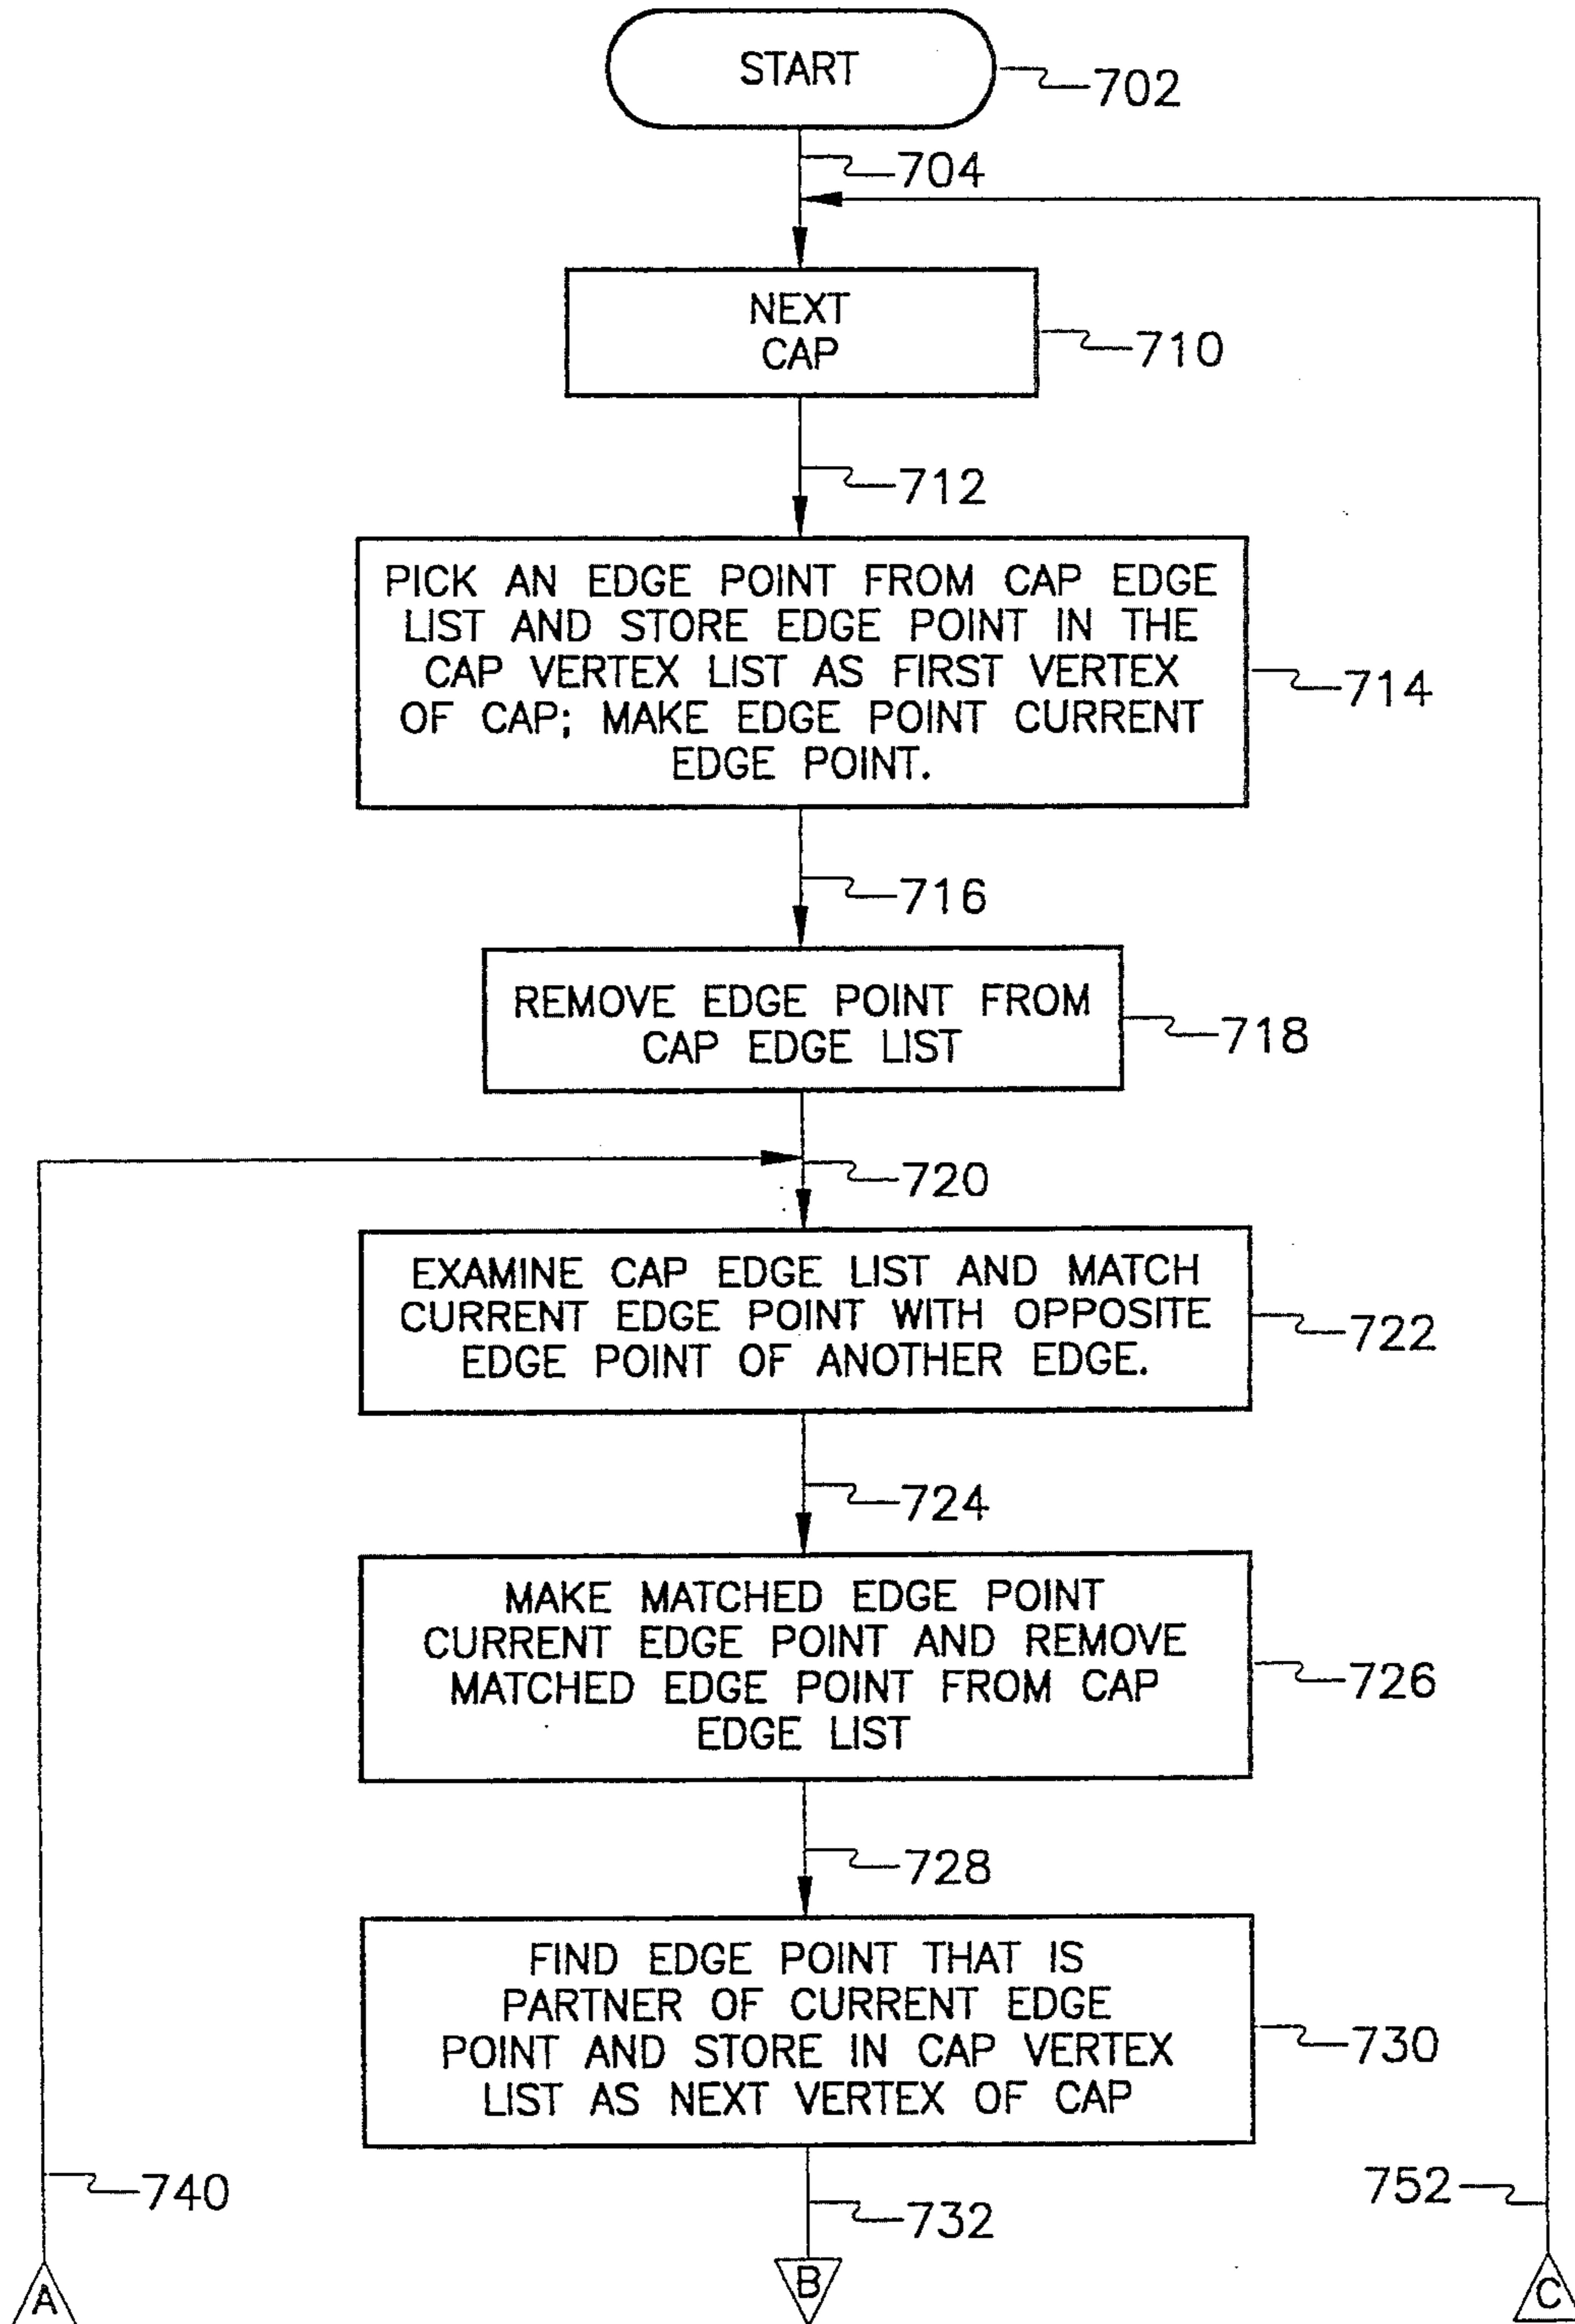 START
702
704
NEXT
CAP
710
712
PICK AN EDGE POINT FROM CAP EDGE
LIST AND STORE EDGE POINT IN THE
CAP VERTEX LIST AS FIRST VERTEX
OF CAP; MAKE EDGE POINT CURRENT
EDGE POINT.
714
716
REMOVE EDGE POINT FROM
CAP EDGE LIST
718
720
EXAMINE CAP EDGE LIST AND MATCH
CURRENT EDGE POINT WITH OPPOSITE
EDGE POINT OF ANOTHER EDGE.
722
724
MAKE MATCHED EDGE POINT
CURRENT EDGE POINT AND REMOVE
MATCHED EDGE POINT FROM CAP
EDGE LIST
726
728
FIND EDGE POINT THAT IS
PARTNER OF CURRENT EDGE
POINT AND STORE IN CAP VERTEX
LIST AS NEXT VERTEX OF CAP
730
740
732
752
A
B
C